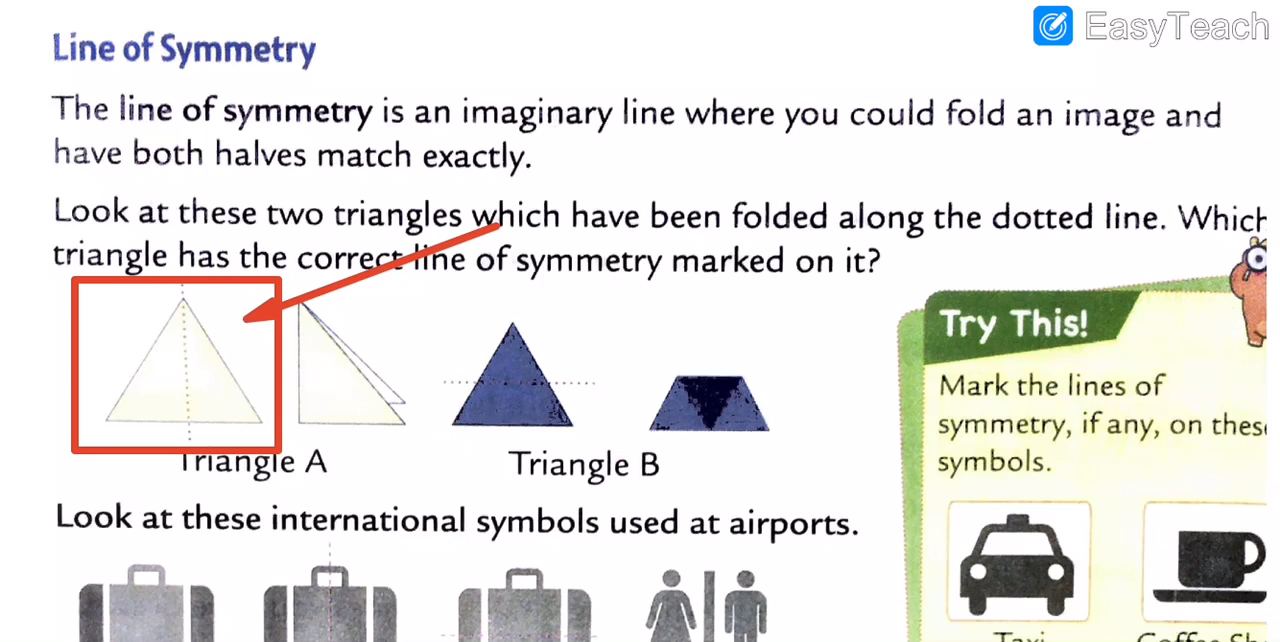 EasyTeach
Line of Symmetry
The line of symmetry is an imaginary line where you could fold an image and
have both halves match exactly.
Look at these two triangles which have been folded along the dotted line. Which
triangle has the correct line of symmetry marked on it?
Triangle A
Triangle B
Look at these international symbols used at airports.
Try This!
Mark the lines of
symmetry, if any, on these
symbols.
Taxi
Coffee